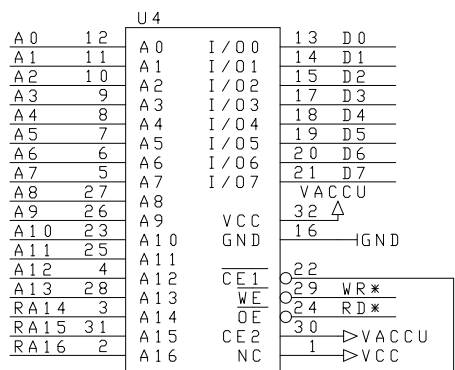 U4
A0 12 A0 I/O0 13 D0
A1 11 A1 I/O1 14 D1
A2 10 A2 I/O2 15 D2
A3 9 A3 I/O3 17 D3
A4 8 A4 I/O4 18 D4
A5 7 A5 I/O5 19 D5
A6 6 A6 I/O6 20 D6
A7 5 A7 I/O7 21 D7
A8 27 A8 VACCU
A9 26 A9 VCC 32
A10 23 A10 GND 16 GND
A11 25 A11
A12 4 A12 CE1 22
A13 28 A13 WE 29 WR*
RA14 3 A14 OE 24 RD*
RA15 31 A15 CE2 30 VACCU
RA16 2 A16 NC 1 VCC